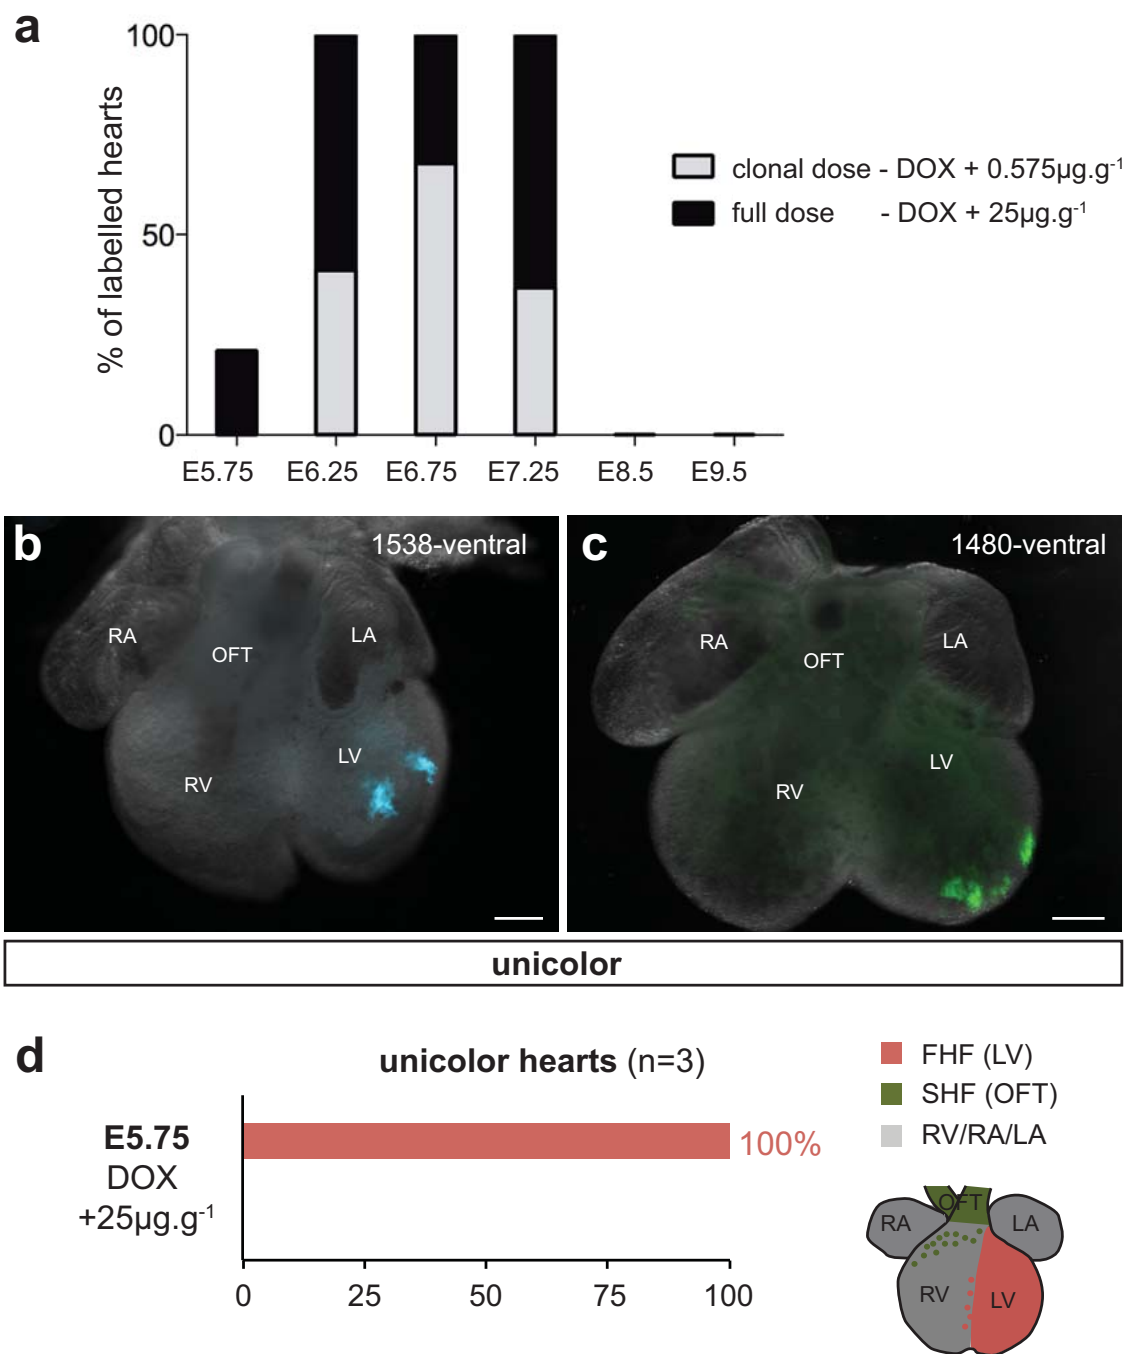 a
100
50
0
% of labelled hearts
E5.75 E6.25 E6.75 E7.25 E8.5 E9.5
clonal dose - DOX + 0.575µg.g-1
full dose - DOX + 25µg.g-1
b
1538-ventral
RA
OFT
LA
LV
RV
c
1480-ventral
RA
OFT
LA
LV
RV
unicolor
d
unicolor hearts (n=3)
E5.75
DOX
+25µg.g-1
100%
0 25 50 75 100
FHF (LV)
SHF (OFT)
RV/RA/LA
OFT
RA
LA
RV
LV